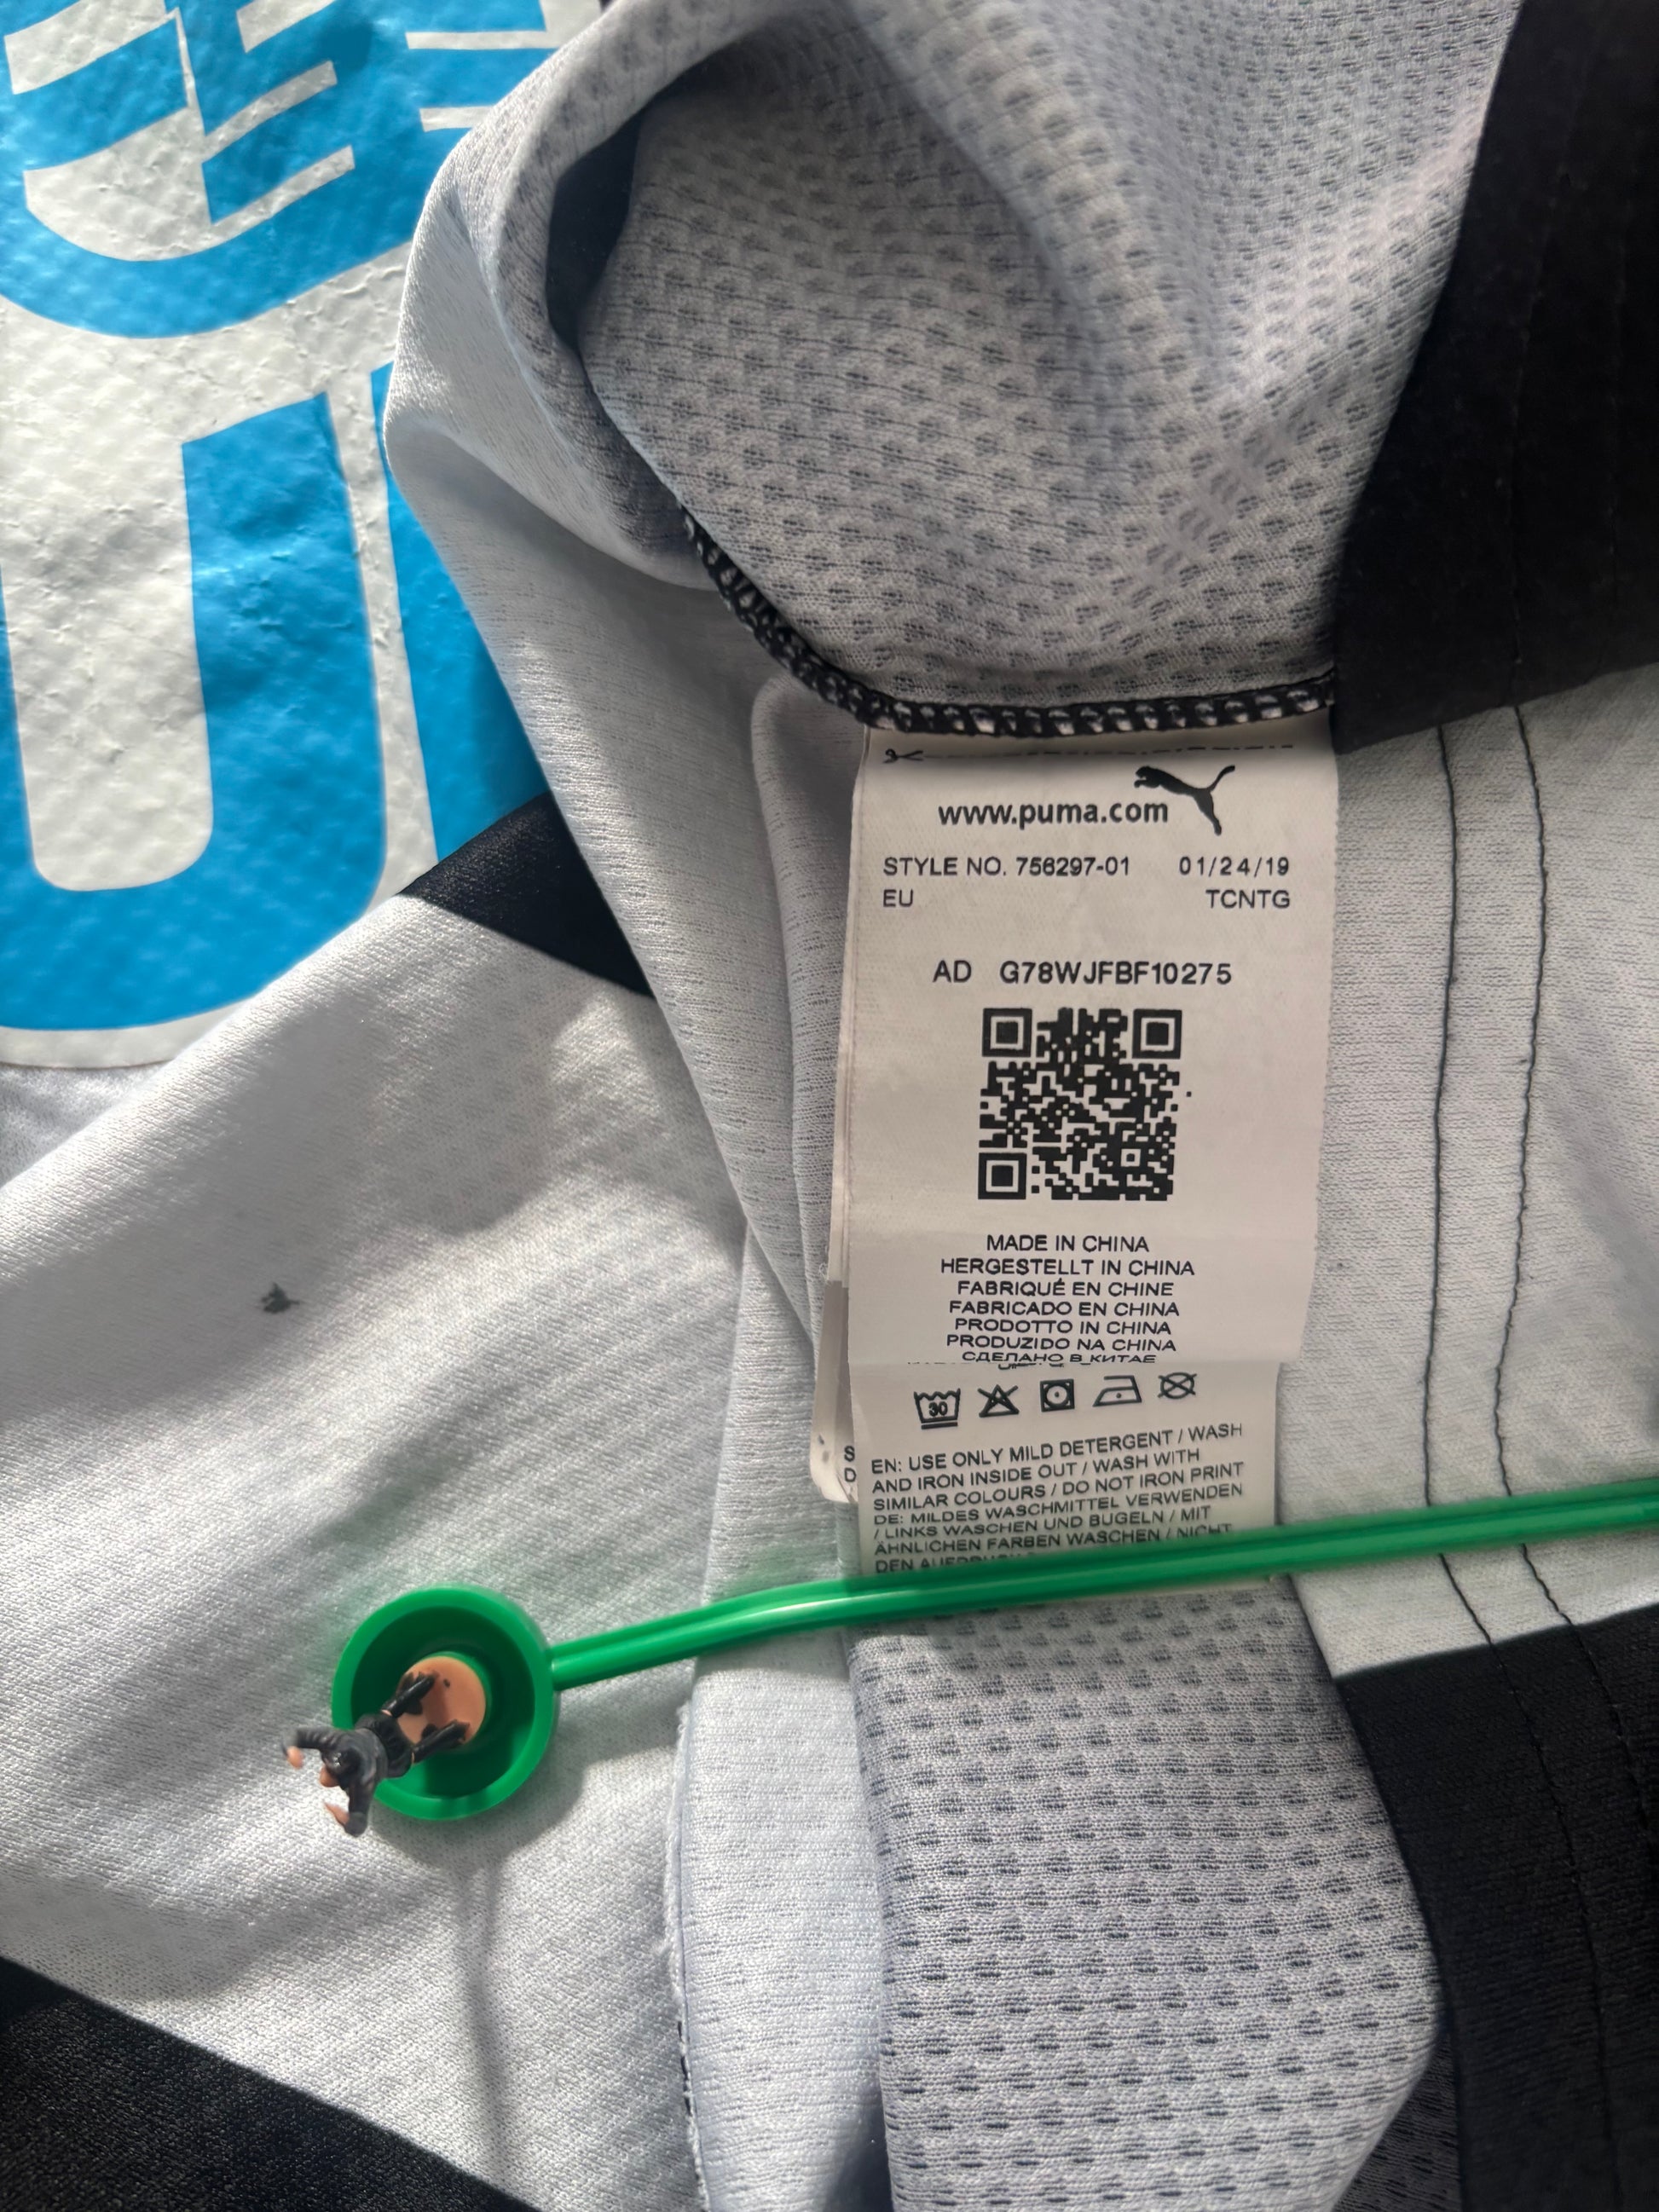 www.puma.com
STYLE NO. 756297-01 01/24/19
EU TCNTG
AD G78WJFBF10275
MADE IN CHINA
HERGESTELLT IN CHINA
FABRIQUÉ EN CHINE
FABRICADO EN CHINA
PRODOTTO IN CHINA
PRODUZIDO NA CHINA
СДЕЛАНО В КИТАЕ
30
S
D
EN: USE ONLY MILD DETERGENT / WASH
AND IRON INSIDE OUT / WASH WITH
SIMILAR COLOURS / DO NOT IRON PRINT
DE: MILDES WASCHMITTEL VERWENDEN
/ LINKS WASCHEN UND BÜGELN / MIT
ÄHNLICHEN FARBEN WASCHEN / NICHT
DEN